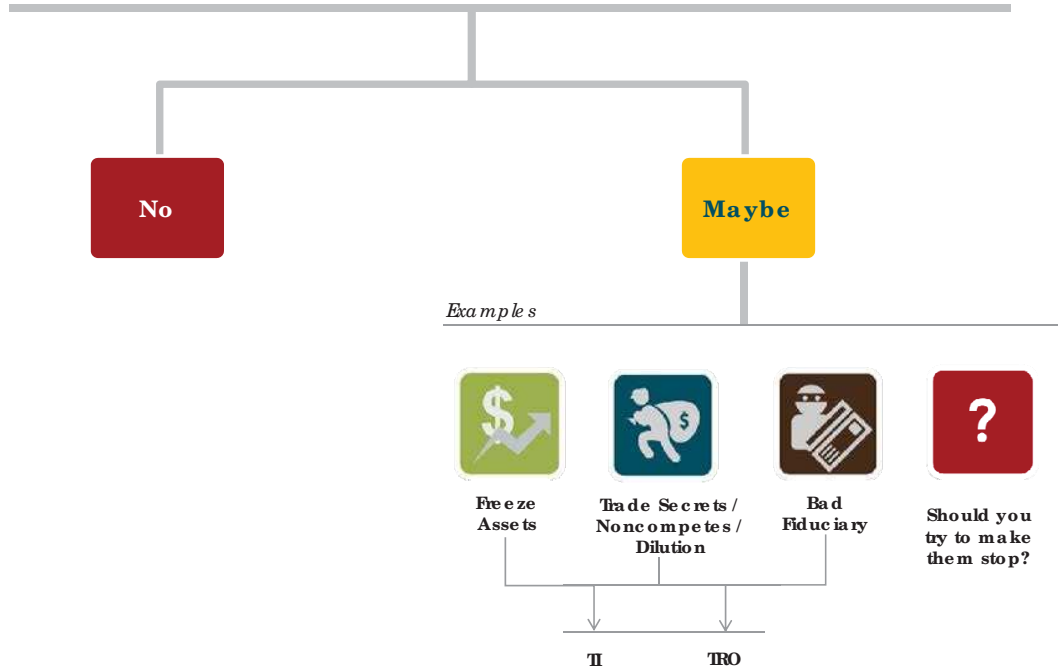 No
Maybe
Examples
$
$
?
Freeze
Assets
Trade Secrets /
Noncompetes /
Dilution
Bad
Fiduciary
Should you
try to make
them stop?
TI
TRO